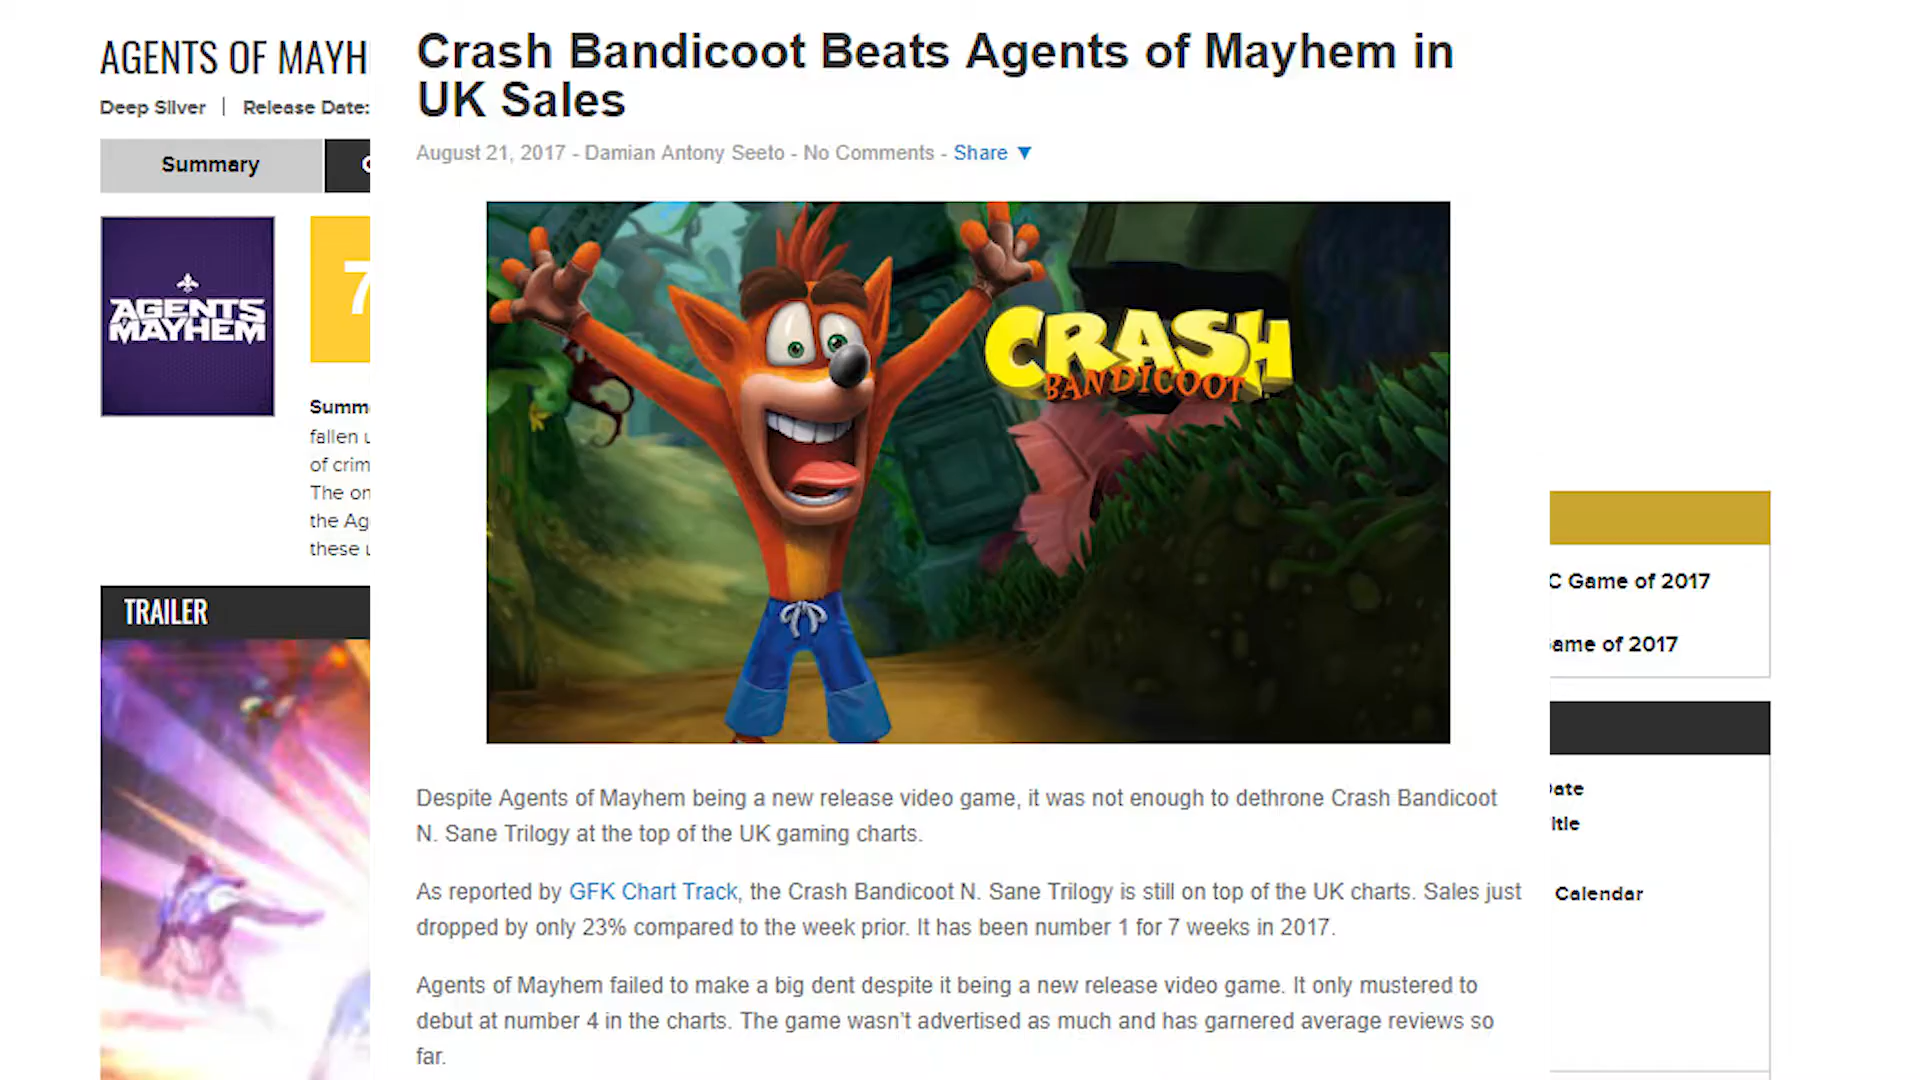 AGENTS OF MAYH
Deep Silver | Release Date:
Summary
AGENTS
MAYHEM
7
Summ
fallen u
of crim
The on
the Ag
these u
TRAILER
Crash Bandicoot Beats Agents of Mayhem in
UK Sales
August 21, 2017 - Damian Antony Seeto - No Comments - Share ▼
CRASH
BANDICOOT
Despite Agents of Mayhem being a new release video game, it was not enough to dethrone Crash Bandicoot
N. Sane Trilogy at the top of the UK gaming charts.
As reported by GFK Chart Track, the Crash Bandicoot N. Sane Trilogy is still on top of the UK charts. Sales just
dropped by only 23% compared to the week prior. It has been number 1 for 7 weeks in 2017.
Agents of Mayhem failed to make a big dent despite it being a new release video game. It only mustered to
debut at number 4 in the charts. The game wasn't advertised as much and has garnered average reviews so
far.
C Game of 2017
ame of 2017
ate
itle
Calendar